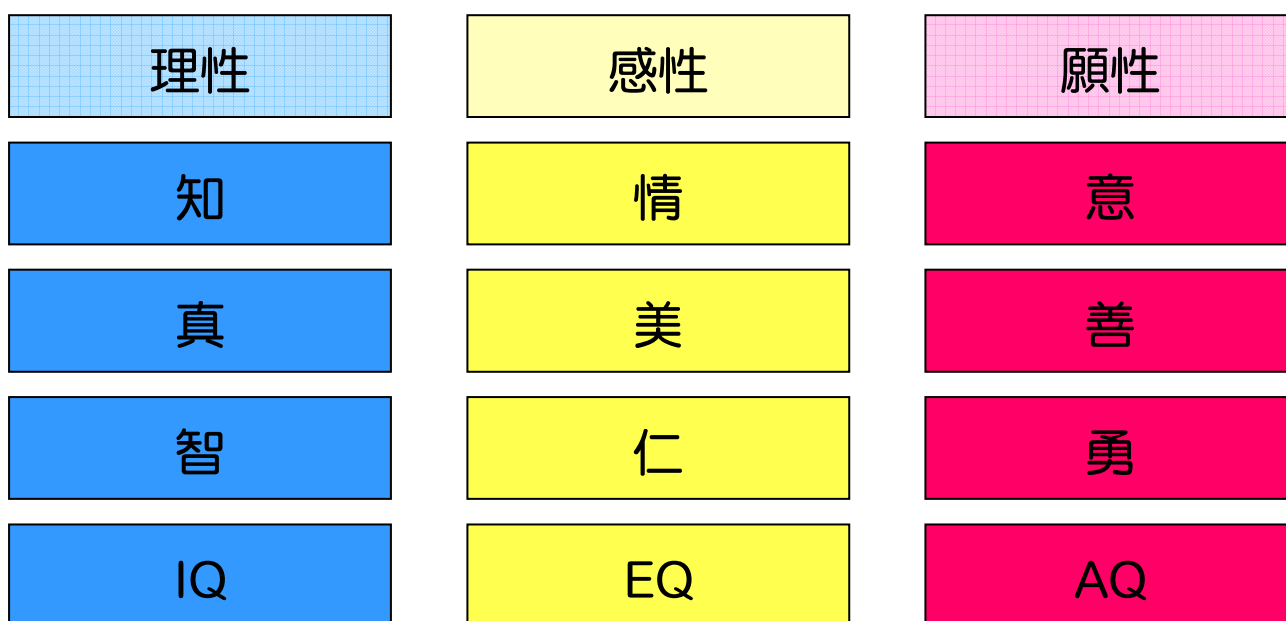 理性 感性 願性
知 情 意
真 美 善
智 仁 勇
IQ EQ AQ